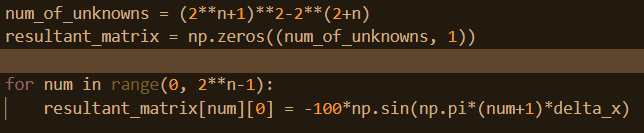 num_of_unknowns = (2**n+1)**2-2**(2+n)
resultant_matrix = np.zeros((num_of_unknowns, 1))
for num in range(0, 2**n-1):
    resultant_matrix[num][0] = -100*np.sin(np.pi*(num+1)*delta_x)